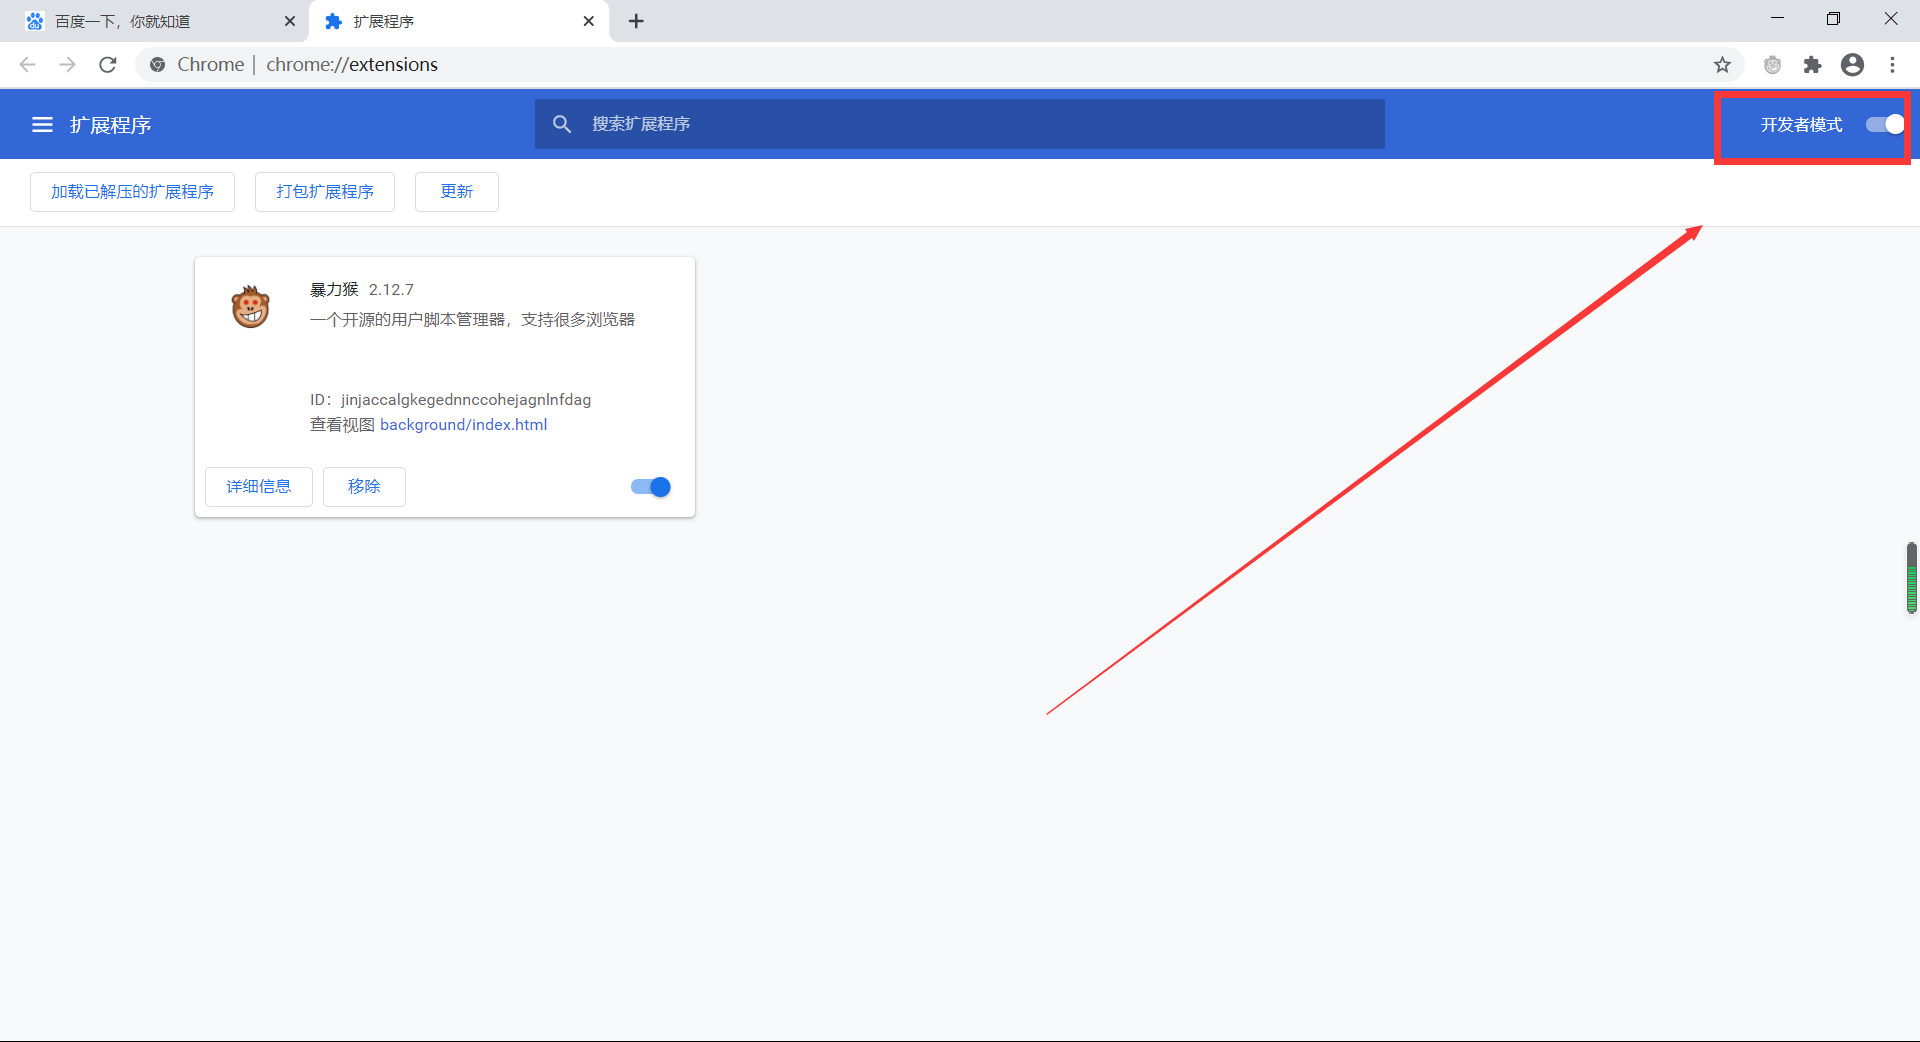 百度一下，你就知道
扩展程序
Chrome | chrome://extensions
扩展程序
搜索扩展程序
开发者模式
加载已解压的扩展程序
打包扩展程序
更新
暴力猴 2.12.7
一个开源的用户脚本管理器，支持很多浏览器
ID：jinjaccalgkegednnccohejagnlnfdag
查看视图 background/index.html
详细信息
移除